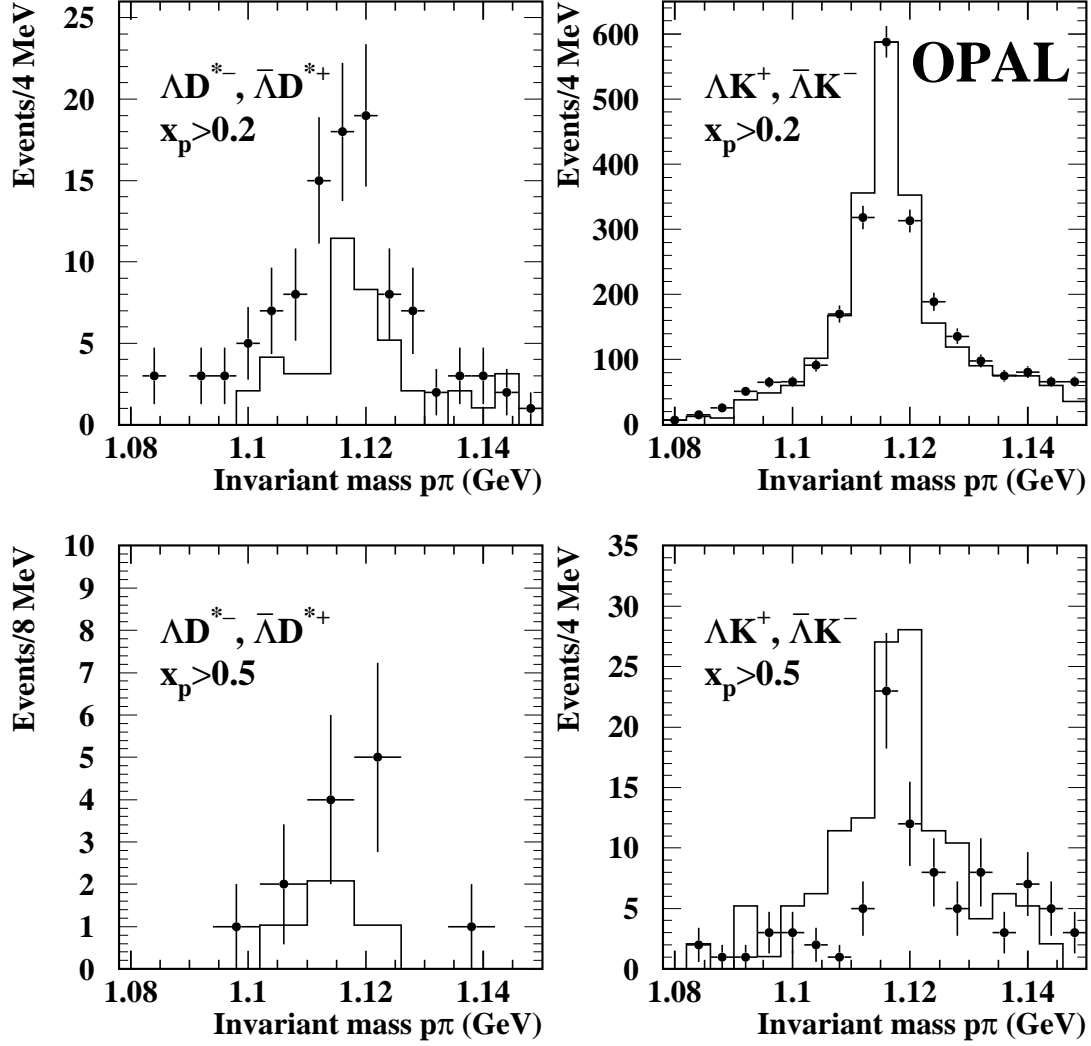 Events/4 MeV
25
20
15
10
5
0
ΛD*-, Λ̄D*+
xp>0.2
1.08 1.1 1.12 1.14
Invariant mass pπ (GeV)
Events/4 MeV
600
500
400
300
200
100
0
ΛK+, Λ̄K-
xp>0.2
OPAL
1.08 1.1 1.12 1.14
Invariant mass pπ (GeV)
Events/8 MeV
10
9
8
7
6
5
4
3
2
1
0
ΛD*-, Λ̄D*+
xp>0.5
1.08 1.1 1.12 1.14
Invariant mass pπ (GeV)
Events/4 MeV
35
30
25
20
15
10
5
0
ΛK+, Λ̄K-
xp>0.5
1.08 1.1 1.12 1.14
Invariant mass pπ (GeV)